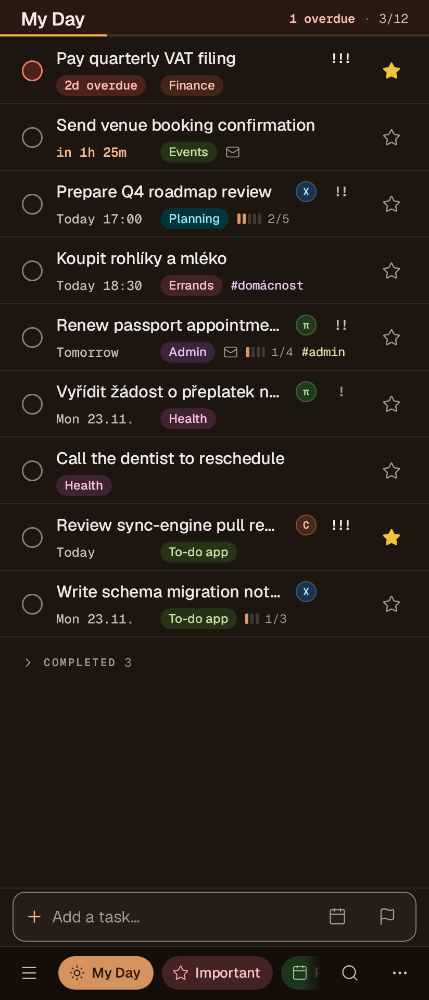 My Day 1 overdue · 3/12
Pay quarterly VAT filing !!!
2d overdue Finance
Send venue booking confirmation
in 1h 25m Events
Prepare Q4 roadmap review X !!
Today 17:00 Planning 2/5
Koupit rohlíky a mléko
Today 18:30 Errands #domácnost
Renew passport appointme… π !!
Tomorrow Admin 1/4 #admin
Vyřídit žádost o přeplatek n… π !
Mon 23.11. Health
Call the dentist to reschedule
Health
Review sync-engine pull re… C !!!
Today To-do app
Write schema migration not… X
Mon 23.11. To-do app 1/3
COMPLETED 3
+ Add a task…
My Day Important